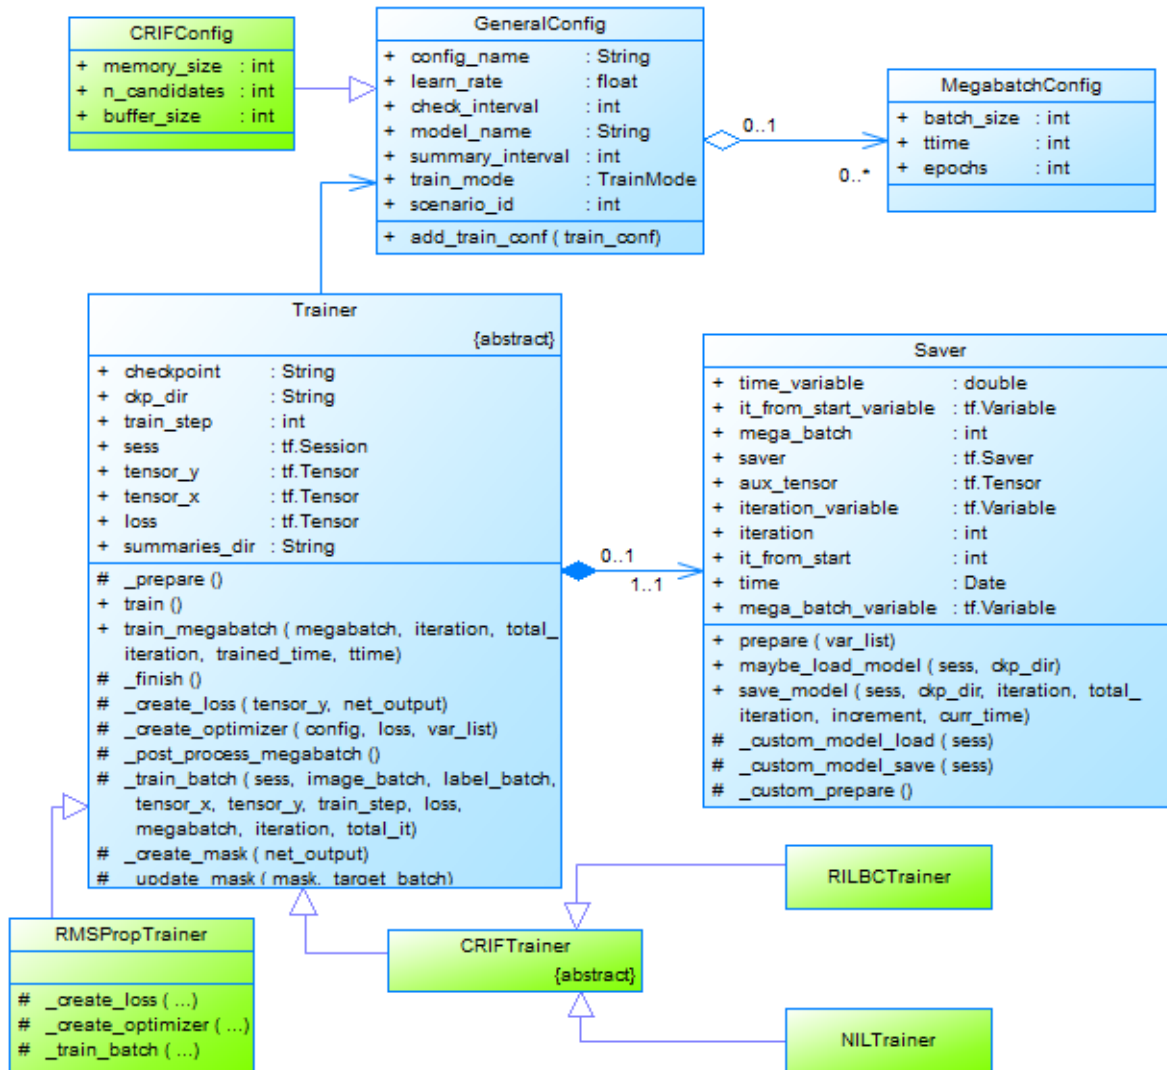 CRIFConfig
+ memory_size : int
+ n_candidates : int
+ buffer_size : int
GeneralConfig
+ config_name : String
+ learn_rate : float
+ check_interval : int
+ model_name : String
+ summary_interval : int
+ train_mode : TrainMode
+ scenario_id : int
+ add_train_conf ( train_conf)
0..1
0..*
MegabatchConfig
+ batch_size : int
+ ttime : int
+ epochs : int
Trainer
{abstract}
+ checkpoint : String
+ ckp_dir : String
+ train_step : int
+ sess : tf.Session
+ tensor_y : tf.Tensor
+ tensor_x : tf.Tensor
+ loss : tf.Tensor
+ summaries_dir : String
# _prepare ()
+ train ()
+ train_megabatch ( megabatch, iteration, total_
iteration, trained_time, ttime)
# _finish ()
# _create_loss ( tensor_y, net_output)
# _create_optimizer ( config, loss, var_list)
# _post_process_megabatch ()
# _train_batch ( sess, image_batch, label_batch,
tensor_x, tensor_y, train_step, loss,
megabatch, iteration, total_it)
# _create_mask ( net_output)
# _update_mask ( mask, target_batch)
0..1
1..1
Saver
+ time_variable : double
+ it_from_start_variable : tf.Variable
+ mega_batch : int
+ saver : tf.Saver
+ aux_tensor : tf.Tensor
+ iteration_variable : tf.Variable
+ iteration : int
+ it_from_start : int
+ time : Date
+ mega_batch_variable : tf.Variable
+ prepare ( var_list)
+ maybe_load_model ( sess, ckp_dir)
+ save_model ( sess, ckp_dir, iteration, total_
iteration, increment, curr_time)
# _custom_model_load ( sess)
# _custom_model_save ( sess)
# _custom_prepare ()
RMSPropTrainer
# _create_loss ( ...)
# _create_optimizer ( ...)
# _train_batch ( ...)
CRIFTrainer
{abstract}
RILBCTrainer
NILTrainer